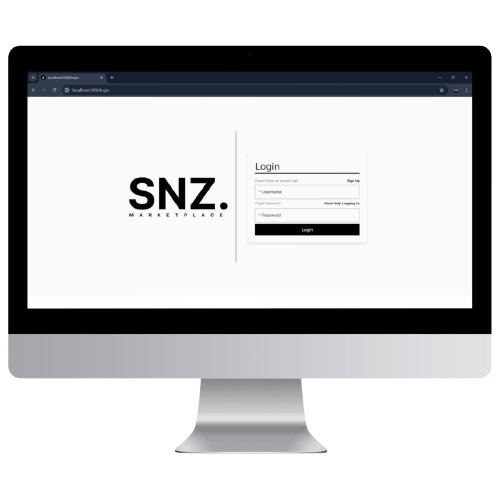 localhost:3000/login
localhost:3000/login
SNZ.
MARKETPLACE
Login
Doesn't have an account yet?
Sign Up
* Username
Forgot Password?
Need Help Logging In
* Password
Login